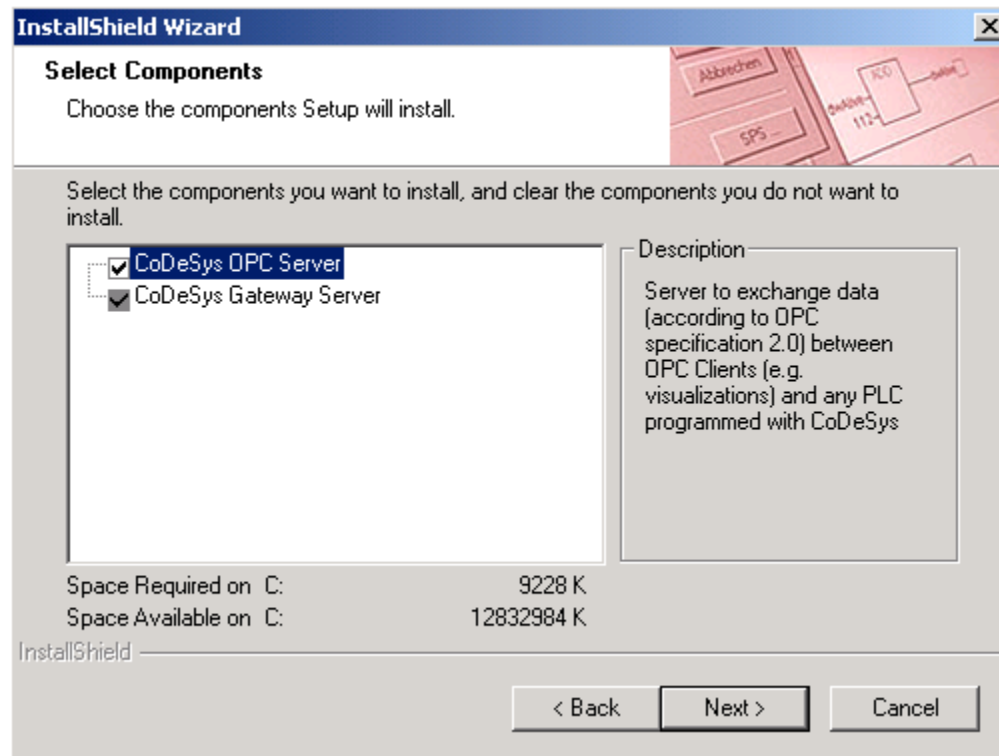 InstallShield Wizard
Select Components
Choose the components Setup will install.
Abbrechen
SPS ...
ADD
112
Select the components you want to install, and clear the components you do not want to
install.
CoDeSys OPC Server
CoDeSys Gateway Server
Description
Server to exchange data
(according to OPC
specification 2.0) between
OPC Clients (e.g.
visualizations) and any PLC
programmed with CoDeSys
Space Required on C: 9228 K
Space Available on C: 12832984 K
InstallShield
< Back Next > Cancel